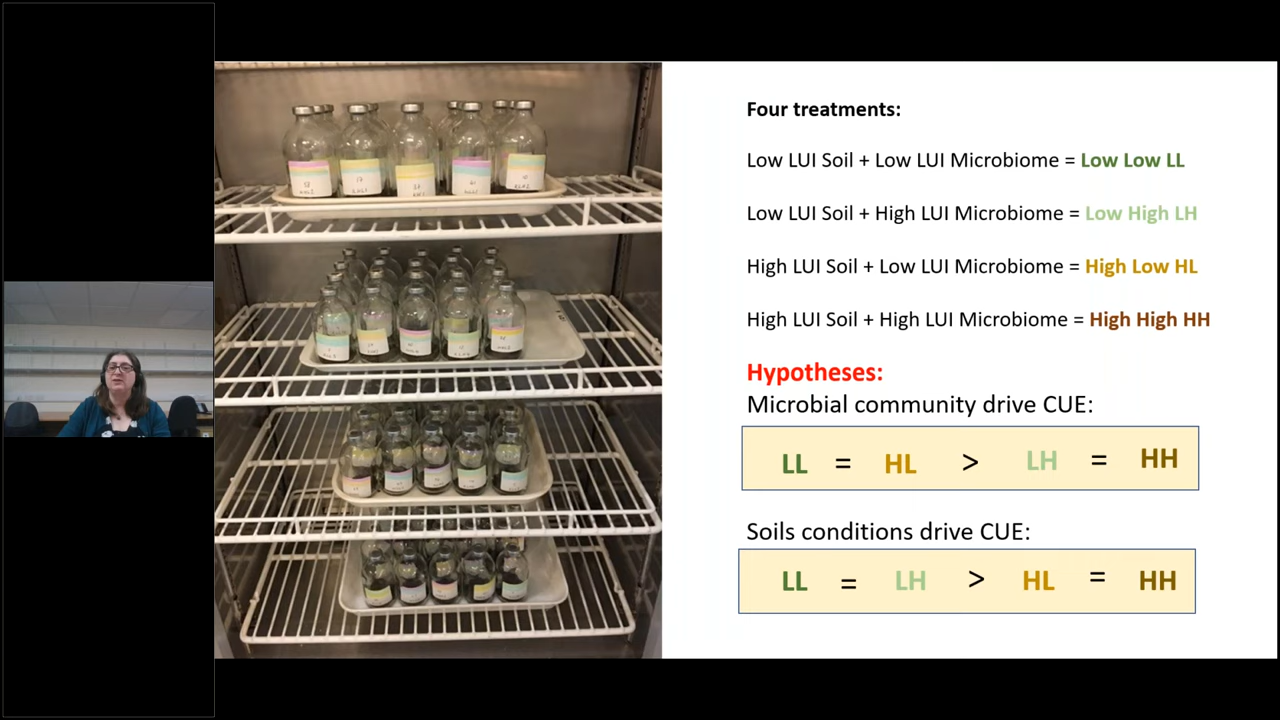 Four treatments:
Low LUI Soil + Low LUI Microbiome = Low Low LL
Low LUI Soil + High LUI Microbiome = Low High LH
High LUI Soil + Low LUI Microbiome = High Low HL
High LUI Soil + High LUI Microbiome = High High HH
Hypotheses:
Microbial community drive CUE:
LL = HL > LH = HH
Soils conditions drive CUE:
LL = LH > HL = HH